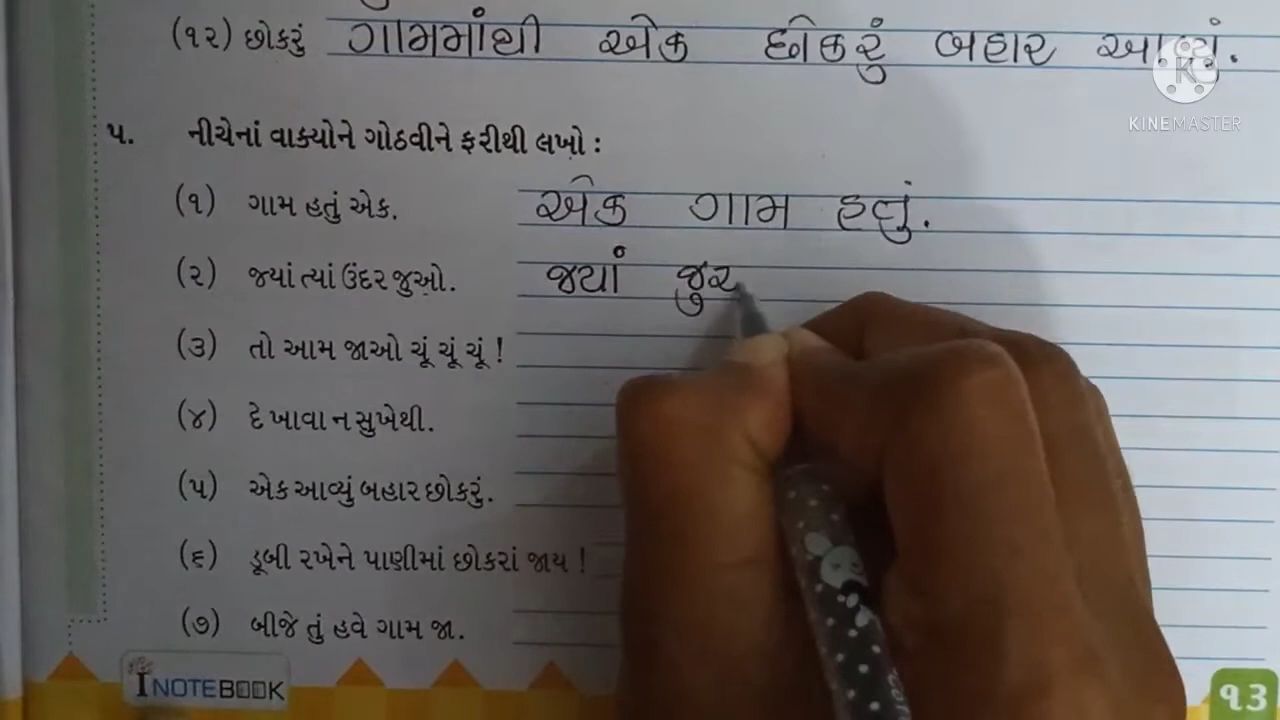 (૧૨) છોકરું ગામમાંથી એક છોકરું બહાર આવ્યું.
KINEMASTER
૫. નીચેનાં વાક્યોને ગોઠવીને ફરીથી લખો :
(૧) ગામ હતું એક. એક ગામ હતું.
(૨) જ્યાં ત્યાં ઉંદર જુઓ. જ્યાં
(૩) તો આમ જાઓ ચૂં ચૂં ચૂં !
(૪) દે ખાવા ન સુખેથી.
(૫) એક આવ્યું બહાર છોકરું.
(૬) ડૂબી રખેને પાણીમાં છોકરાં જાય !
(૭) બીજે તું હવે ગામ જા.
INOTEBOOK
૧૩